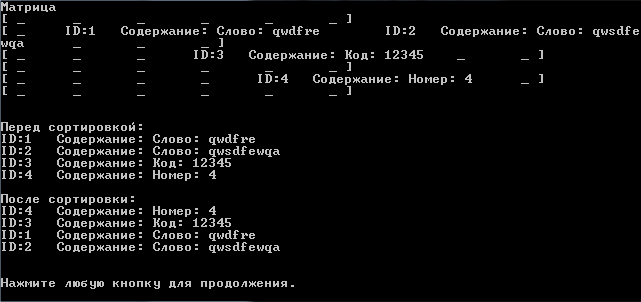 Матрица
[ _ _ _ _ _ _ ]
[ _ ID:1 Содержание: Слово: qwdfre ID:2 Содержание: Слово: qwsdfe
wqa _ _ _ ]
[ _ _ _ ID:3 Содержание: Код: 12345 _ _ ]
[ _ _ _ _ ID:4 Содержание: Номер: 4 _ ]
[ _ _ _ _ _ _ ]
Перед сортировкой:
ID:1 Содержание: Слово: qwdfre
ID:2 Содержание: Слово: qwsdfewqa
ID:3 Содержание: Код: 12345
ID:4 Содержание: Номер: 4
После сортировки:
ID:4 Содержание: Номер: 4
ID:3 Содержание: Код: 12345
ID:1 Содержание: Слово: qwdfre
ID:2 Содержание: Слово: qwsdfewqa
Нажмите любую кнопку для продолжения.